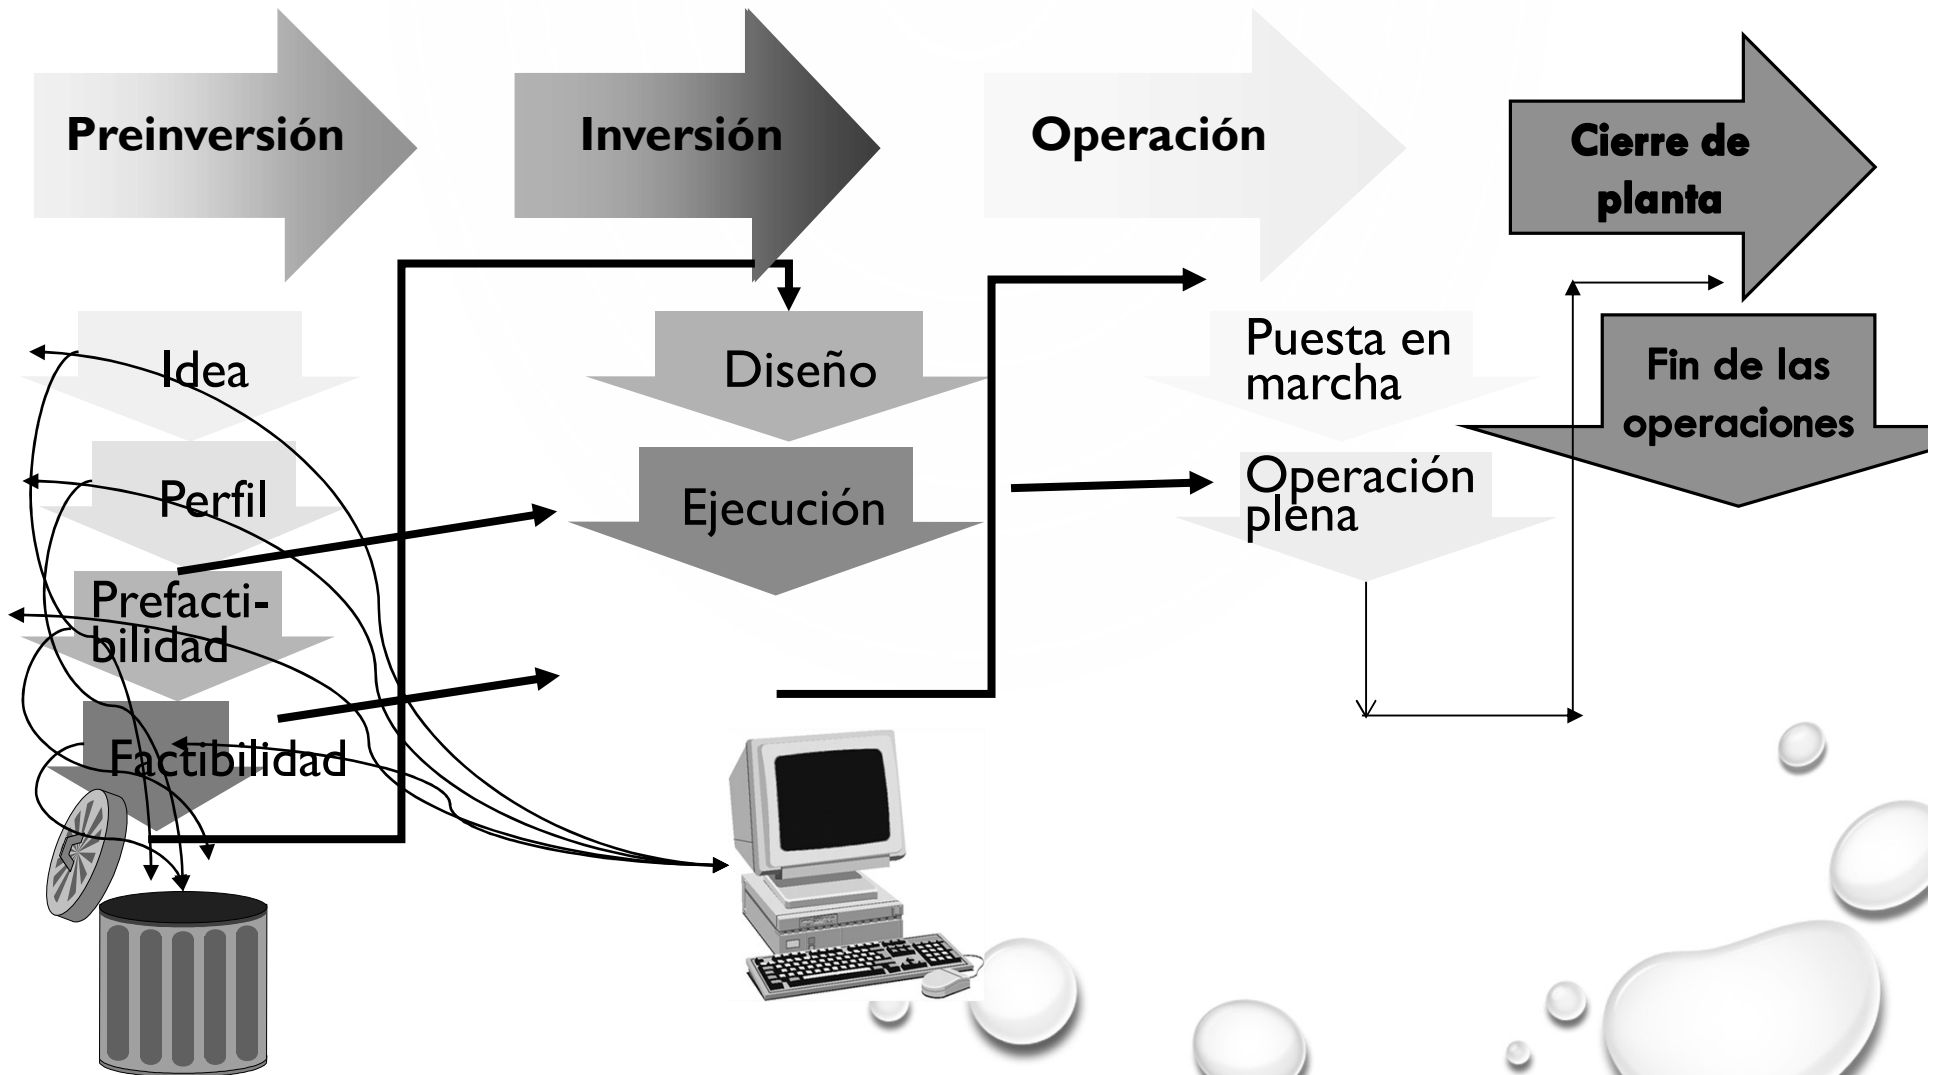 Preinversión
Inversión
Operación
Cierre de
planta
Idea
Perfil
Prefacti-
bilidad
Factibilidad
Diseño
Ejecución
Puesta en
marcha
Operación
plena
Fin de las
operaciones